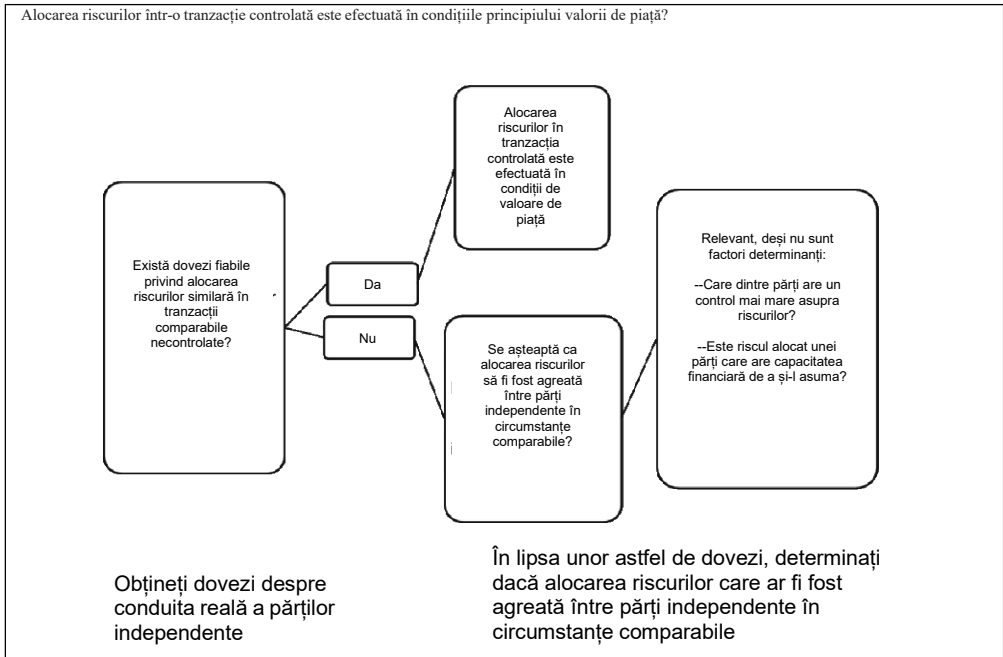 Alocarea riscurilor într-o tranzacție controlată este efectuată în condițiile principiului valorii de piață?
Alocarea
riscurilor în
tranzacția
controlată este
efectuată în
condiții de
valoare de
piață
Există dovezi fiabile
privind alocarea
riscurilor similară în
tranzacții
comparabile
necontrolate?
Da
Nu
Se așteaptă ca
alocarea riscurilor
să fi fost agreată
între părți
independente în
circumstanțe
comparabile?
Relevant, deși nu sunt
factori determinanți:
--Care dintre părți are un
control mai mare asupra
riscurilor?
--Este riscul alocat unei
părți care are capacitatea
financiară de a și-l asuma?
Obțineți dovezi despre
conduita reală a părților
independente
În lipsa unor astfel de dovezi, determinați
dacă alocarea riscurilor care ar fi fost
agreată între părți independente în
circumstanțe comparabile